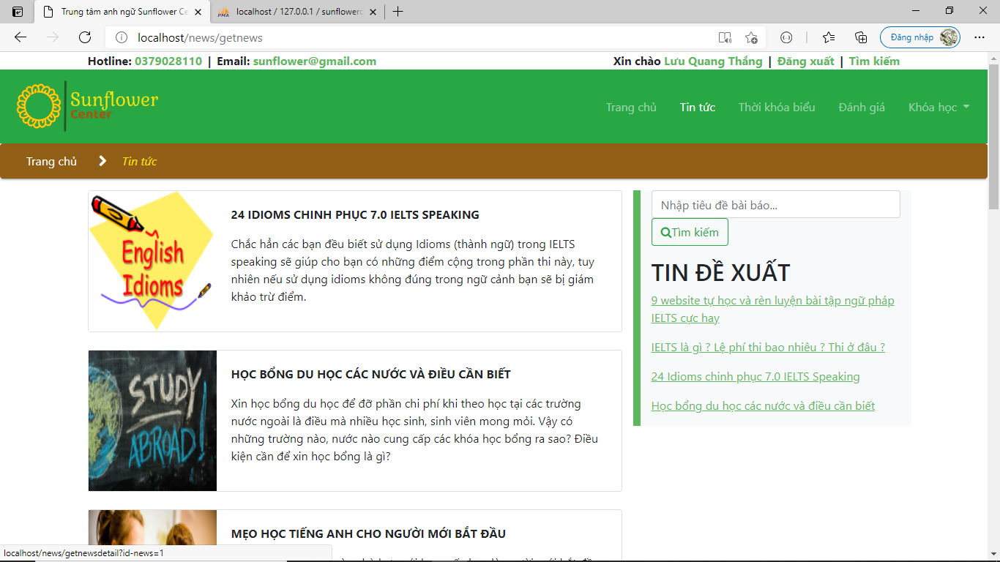 Trung tâm anh ngữ Sunflower Ce
localhost / 127.0.0.1 / sunflowerc
localhost/news/getnews
Đăng nhập
Hotline: 0379028110 | Email: sunflower@gmail.com
Xin chào Lưu Quang Thắng | Đăng xuất | Tìm kiếm
Sunflower
Center
Trang chủ Tin tức Thời khóa biểu Đánh giá Khóa học
Trang chủ Tin tức
English
Idioms
24 IDIOMS CHINH PHỤC 7.0 IELTS SPEAKING
Chắc hẳn các bạn đều biết sử dụng Idioms (thành ngữ) trong IELTS
speaking sẽ giúp cho bạn có những điểm cộng trong phần thi này, tuy
nhiên nếu sử dụng idioms không đúng trong ngữ cảnh bạn sẽ bị giám
khảo trừ điểm.
STUDY
ABROAD!
HỌC BỔNG DU HỌC CÁC NƯỚC VÀ ĐIỀU CẦN BIẾT
Xin học bổng du học để đỡ phần chi phí khi theo học tại các trường
nước ngoài là điều mà nhiều học sinh, sinh viên mong mỏi. Vậy có
những trường nào, nước nào cung cấp các khóa học bổng ra sao? Điều
kiện cần để xin học bổng là gì?
MẸO HỌC TIẾNG ANH CHO NGƯỜI MỚI BẮT ĐẦU
Nhập tiêu đề bài báo...
Tìm kiếm
TIN ĐỀ XUẤT
9 website tự học và rèn luyện bài tập ngữ pháp
IELTS cực hay
IELTS là gì ? Lệ phí thi bao nhiêu ? Thi ở đâu ?
24 Idioms chinh phục 7.0 IELTS Speaking
Học bổng du học các nước và điều cần biết
localhost/news/getnewsdetail?id-news=1